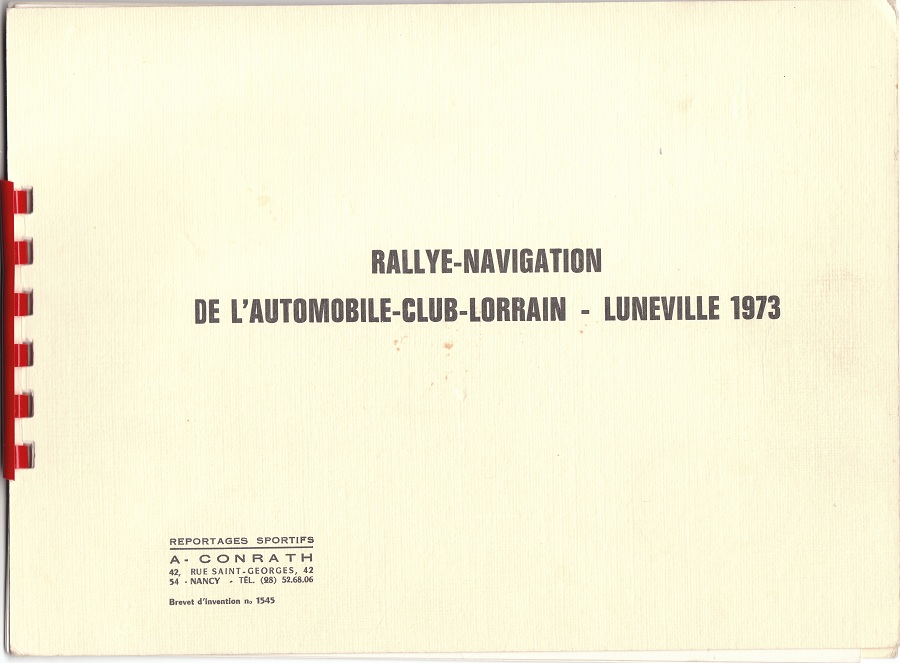 RALLYE-NAVIGATION
DE L'AUTOMOBILE-CLUB-LORRAIN - LUNEVILLE 1973
REPORTAGES SPORTIFS
A- CONRATH
42, RUE SAINT-GEORGES, 42
54 - NANCY - TÉL. (28) 52.68.06
Brevet d'invention no 1545